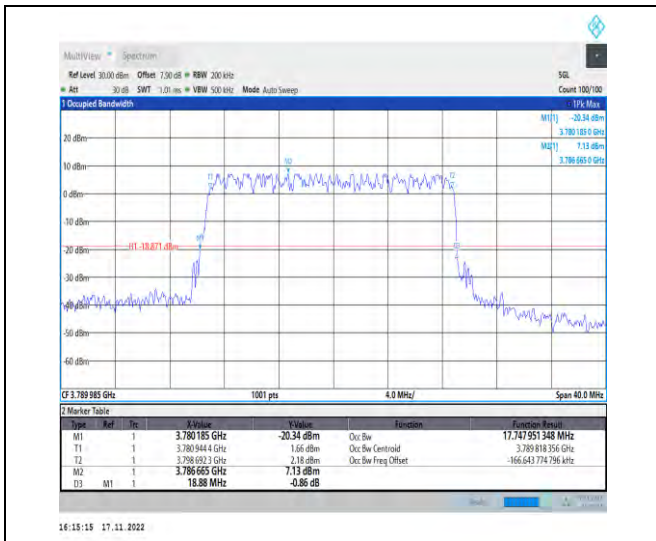 MultiView Spectrum
Ref Level 30.00 dBm Offset 7.90 dB RBW 200 kHz SGL
Att 30 dB SWT 1.01 ms VBW 500 kHz Mode Auto Sweep Count 100/100
1 Occupied Bandwidth 1Pk Max
M1[1] -20.34 dBm
3.780 185 0 GHz
M2[1] 7.13 dBm
3.786 665 0 GHz
20 dBm
10 dBm
0 dBm
-10 dBm
-20 dBm
H1 -18.871 dBm
-30 dBm
-40 dBm
-50 dBm
-60 dBm
M2
T1
T2
M1
D3
CF 3.789 985 GHz 1001 pts 4.0 MHz/ Span 40.0 MHz
2 Marker Table
Type Ref Trc X-Value Y-Value Function Function Result
M1 1 3.780 185 GHz -20.34 dBm Occ Bw 17.747 951 348 MHz
T1 1 3.780 944 4 GHz 1.66 dBm Occ Bw Centroid 3.789 818 356 GHz
T2 1 3.798 692 3 GHz 2.18 dBm Occ Bw Freq Offset -166.643 774 796 kHz
M2 1 3.786 665 GHz 7.13 dBm
D3 M1 1 18.88 MHz -0.86 dB
16:15:15 17.11.2022